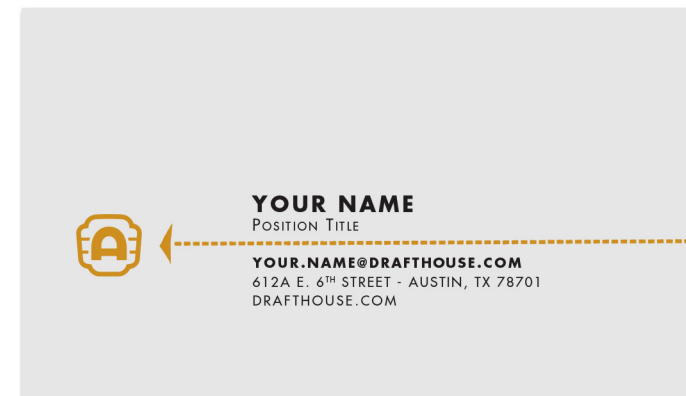 A
YOUR NAME
POSITION TITLE
YOUR.NAME@DRAFTHOUSE.COM
612A E. 6TH STREET - AUSTIN, TX 78701
DRAFTHOUSE.COM